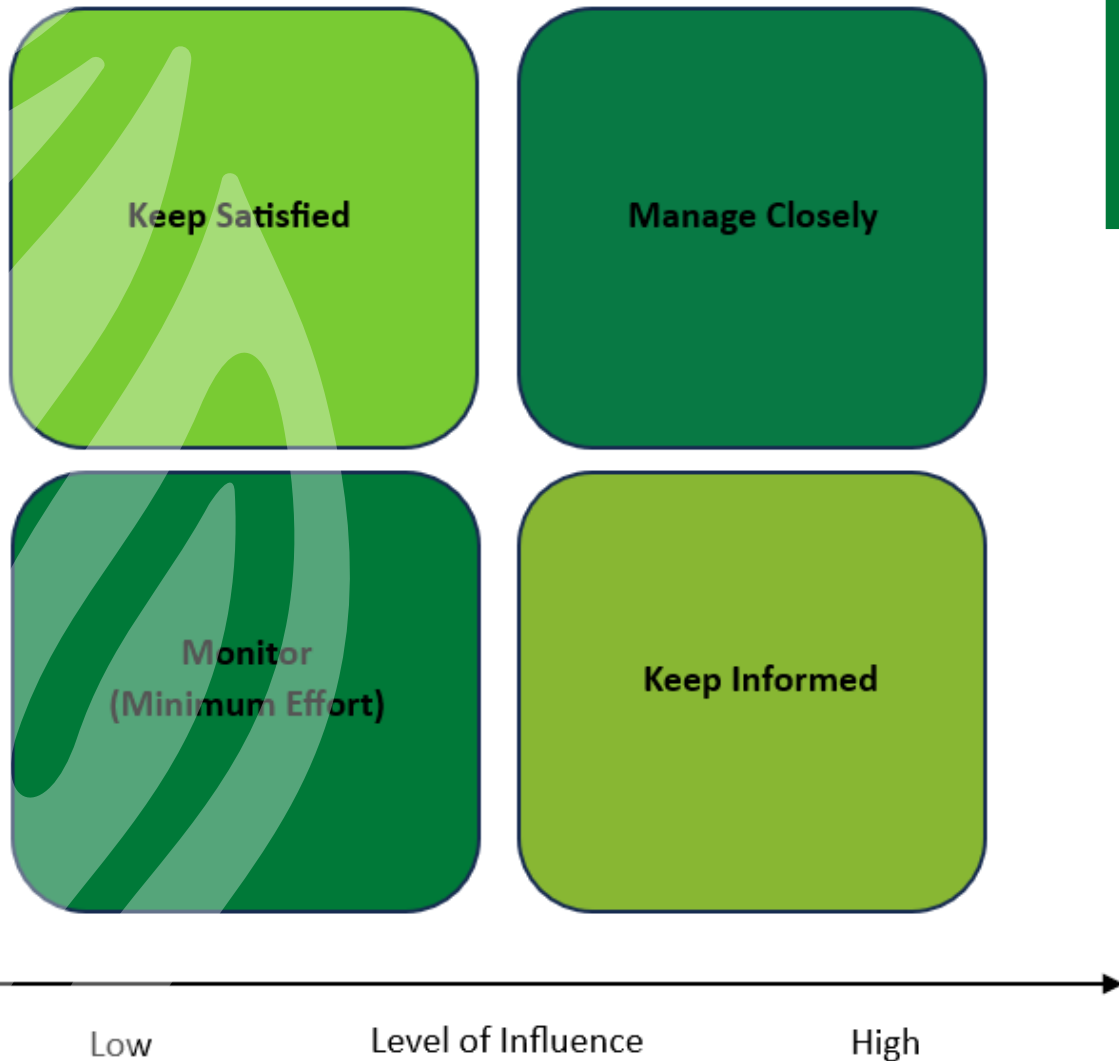 Keep Satisfied
Manage Closely
Monitor
(Minimum Effort)
Keep Informed
Low
Level of Influence
High